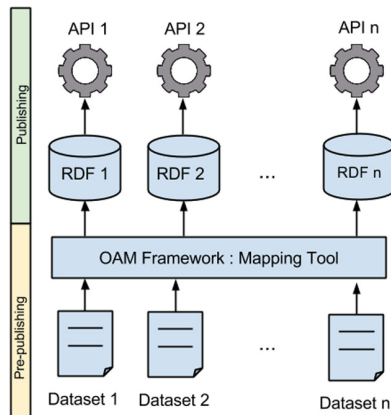 API 1 API 2 API n
Publishing
RDF 1 RDF 2 ... RDF n
OAM Framework : Mapping Tool
Pre-publishing
...
Dataset 1 Dataset 2 Dataset n